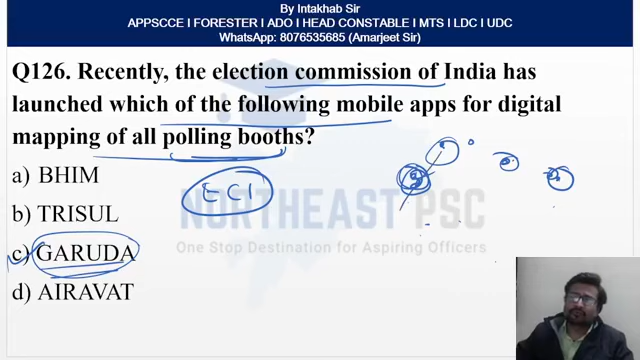 By Intakhab Sir
APPSCCE I FORESTER I ADO I HEAD CONSTABLE I MTS I LDC I UDC
WhatsApp: 8076535685 (Amarjeet Sir)
Q126. Recently, the election commission of India has
launched which of the following mobile apps for digital
mapping of all polling booths?
a) BHIM
ECI
b) TRISUL
NORTHEAST PSC
One Stop Destination for Aspiring Officers
c) GARUDA
d) AIRAVAT